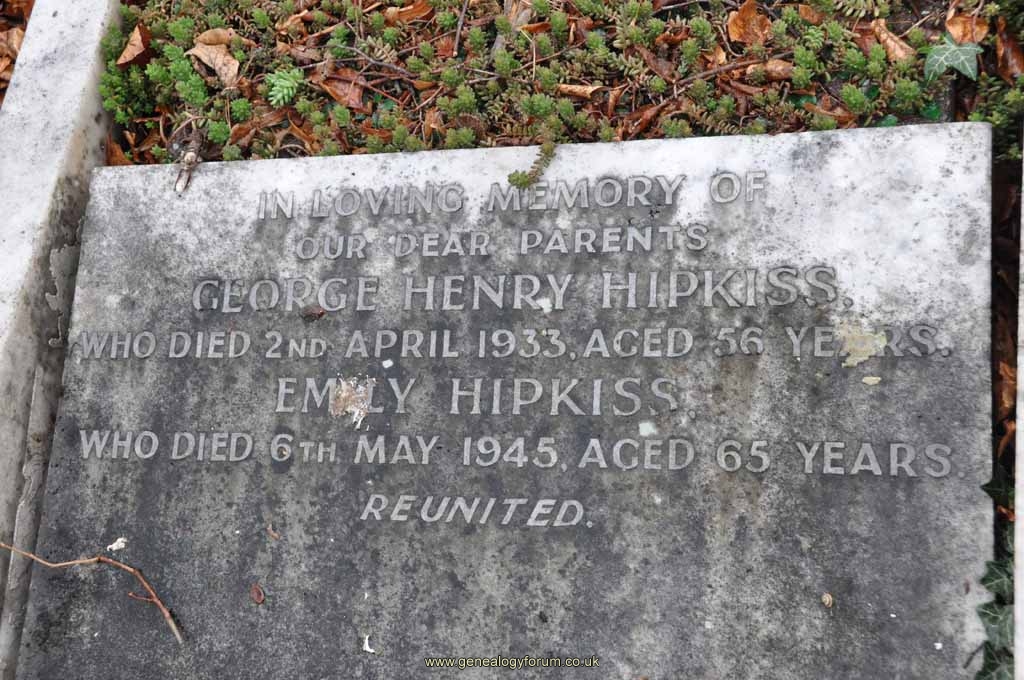 IN LOVING MEMORY OF
OUR DEAR PARENTS
GEORGE HENRY HIPKISS.
WHO DIED 2ND APRIL 1933, AGED 56 YEARS.
EMILY HIPKISS.
WHO DIED 6TH MAY 1945, AGED 65 YEARS.
REUNITED.
www.genealogyforum.co.uk